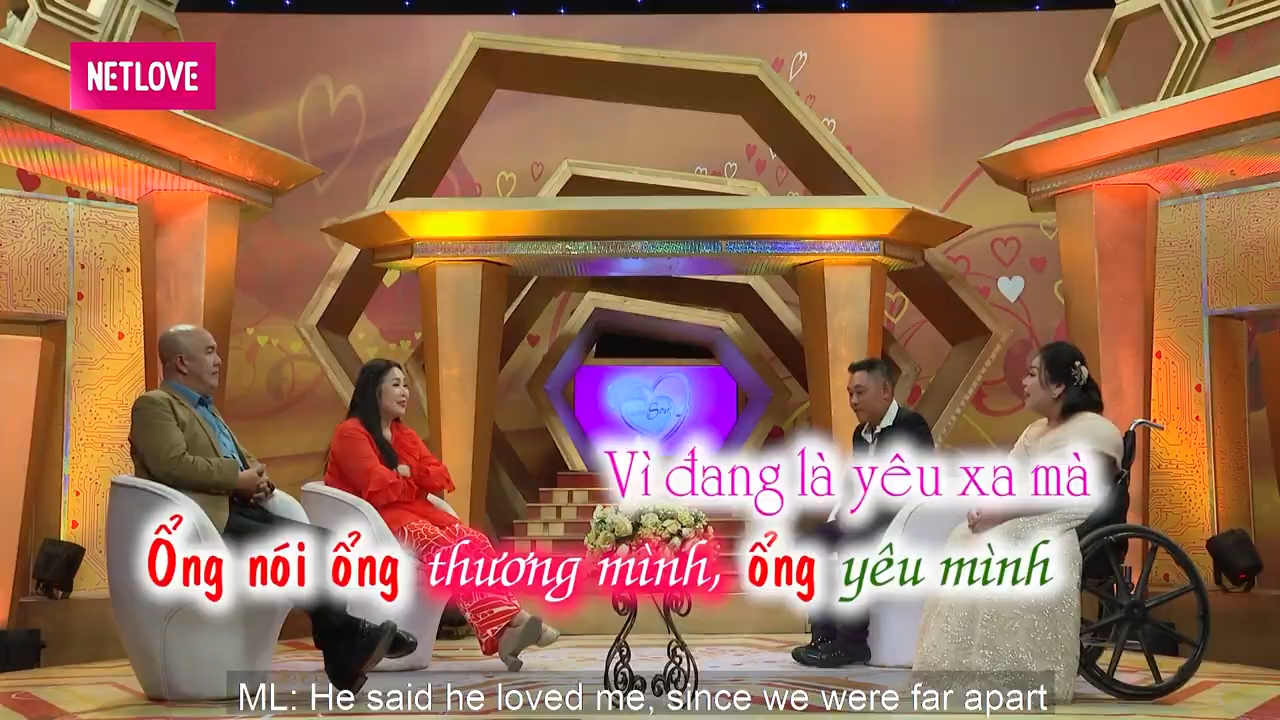 NETLOVE
Vì đang là yêu xa mà
Ổng nói ổng thương mình, ổng yêu mình
ML: He said he loved me, since we were far apart